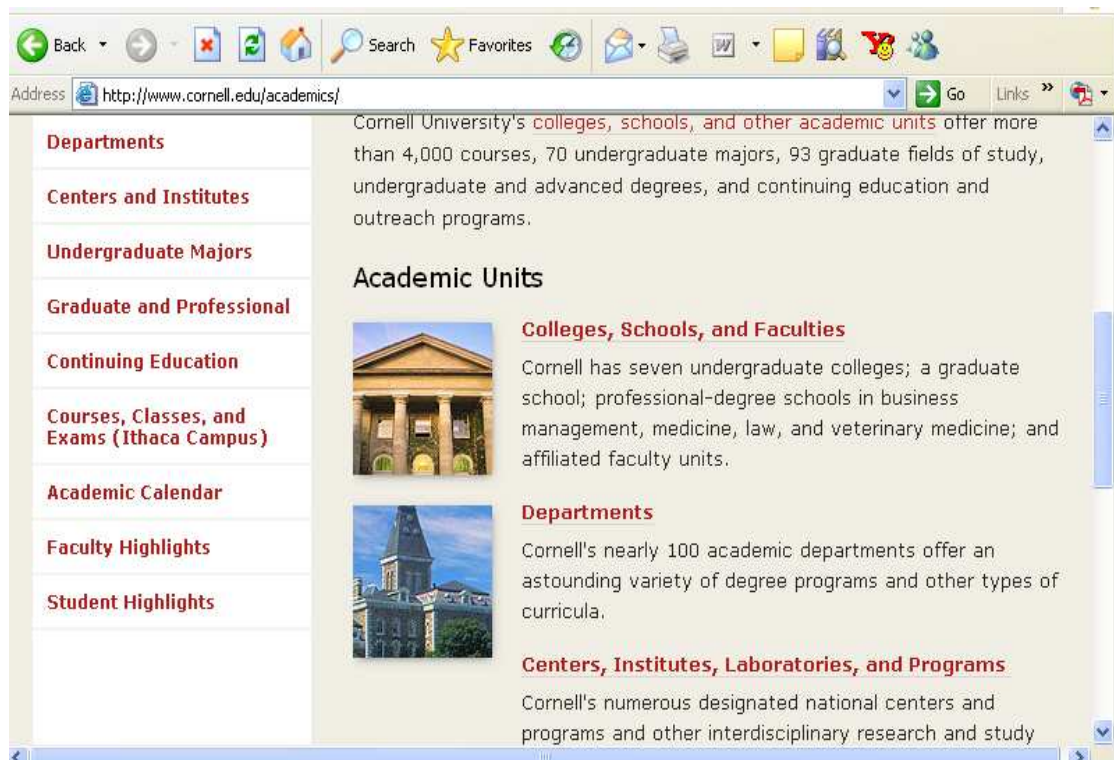 Back
Search
Favorites
Address http://www.cornell.edu/academics/
Go
Links »
Departments
Centers and Institutes
Undergraduate Majors
Graduate and Professional
Continuing Education
Courses, Classes, and
Exams (Ithaca Campus)
Academic Calendar
Faculty Highlights
Student Highlights
Cornell University's colleges, schools, and other academic units offer more
than 4,000 courses, 70 undergraduate majors, 93 graduate fields of study,
undergraduate and advanced degrees, and continuing education and
outreach programs.
Academic Units
Colleges, Schools, and Faculties
Cornell has seven undergraduate colleges; a graduate
school; professional-degree schools in business
management, medicine, law, and veterinary medicine; and
affiliated faculty units.
Departments
Cornell's nearly 100 academic departments offer an
astounding variety of degree programs and other types of
curricula.
Centers, Institutes, Laboratories, and Programs
Cornell's numerous designated national centers and
programs and other interdisciplinary research and study